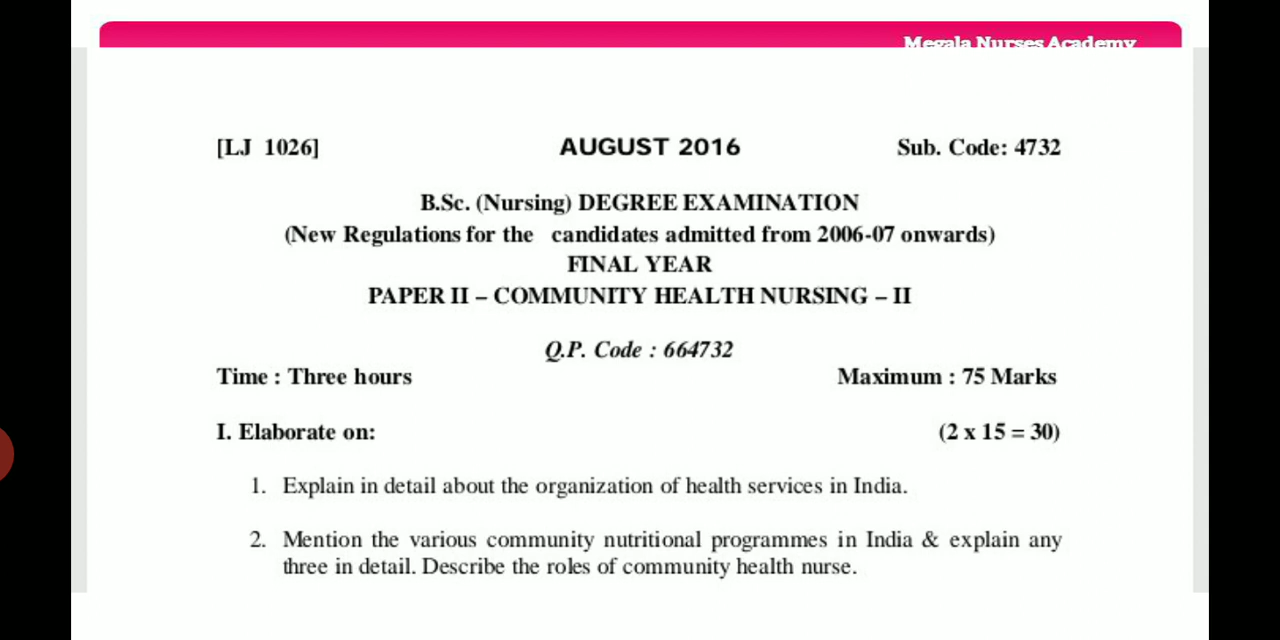 Megala Nurses Academy
[LJ 1026] AUGUST 2016 Sub. Code: 4732
B.Sc. (Nursing) DEGREE EXAMINATION
(New Regulations for the candidates admitted from 2006-07 onwards)
FINAL YEAR
PAPER II – COMMUNITY HEALTH NURSING – II
Q.P. Code : 664732
Time : Three hours Maximum : 75 Marks
I. Elaborate on: (2 x 15 = 30)
1. Explain in detail about the organization of health services in India.
2. Mention the various community nutritional programmes in India & explain any
three in detail. Describe the roles of community health nurse.